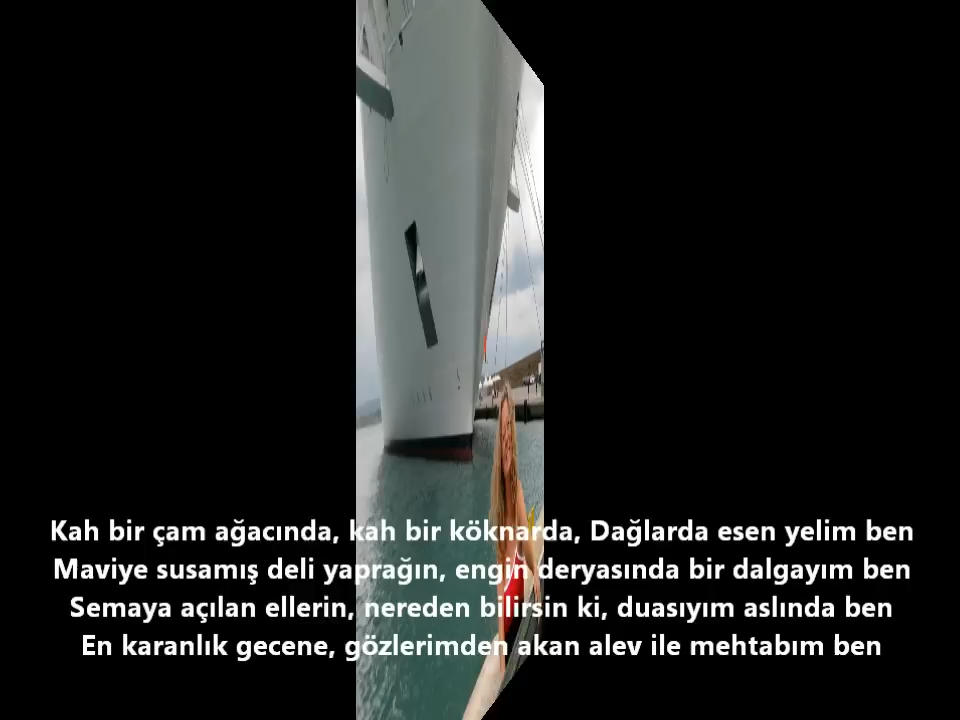 Kah bir çam ağacında, kah bir köknarda, Dağlarda esen yelim ben
Maviye susamış deli yaprağın, engin deryasında bir dalgayım ben
Semaya açılan ellerin, nereden bilirsin ki, duasıyım aslında ben
En karanlık gecene, gözlerimden akan alev ile mehtabım ben